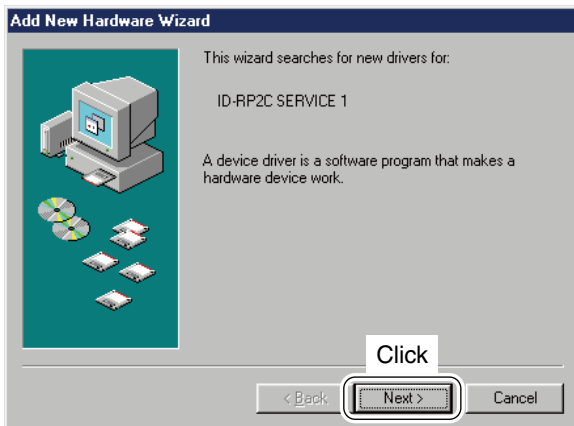 Add New Hardware Wizard
This wizard searches for new drivers for:
ID-RP2C SERVICE 1
A device driver is a software program that makes a
hardware device work.
Click
< Back
Next >
Cancel